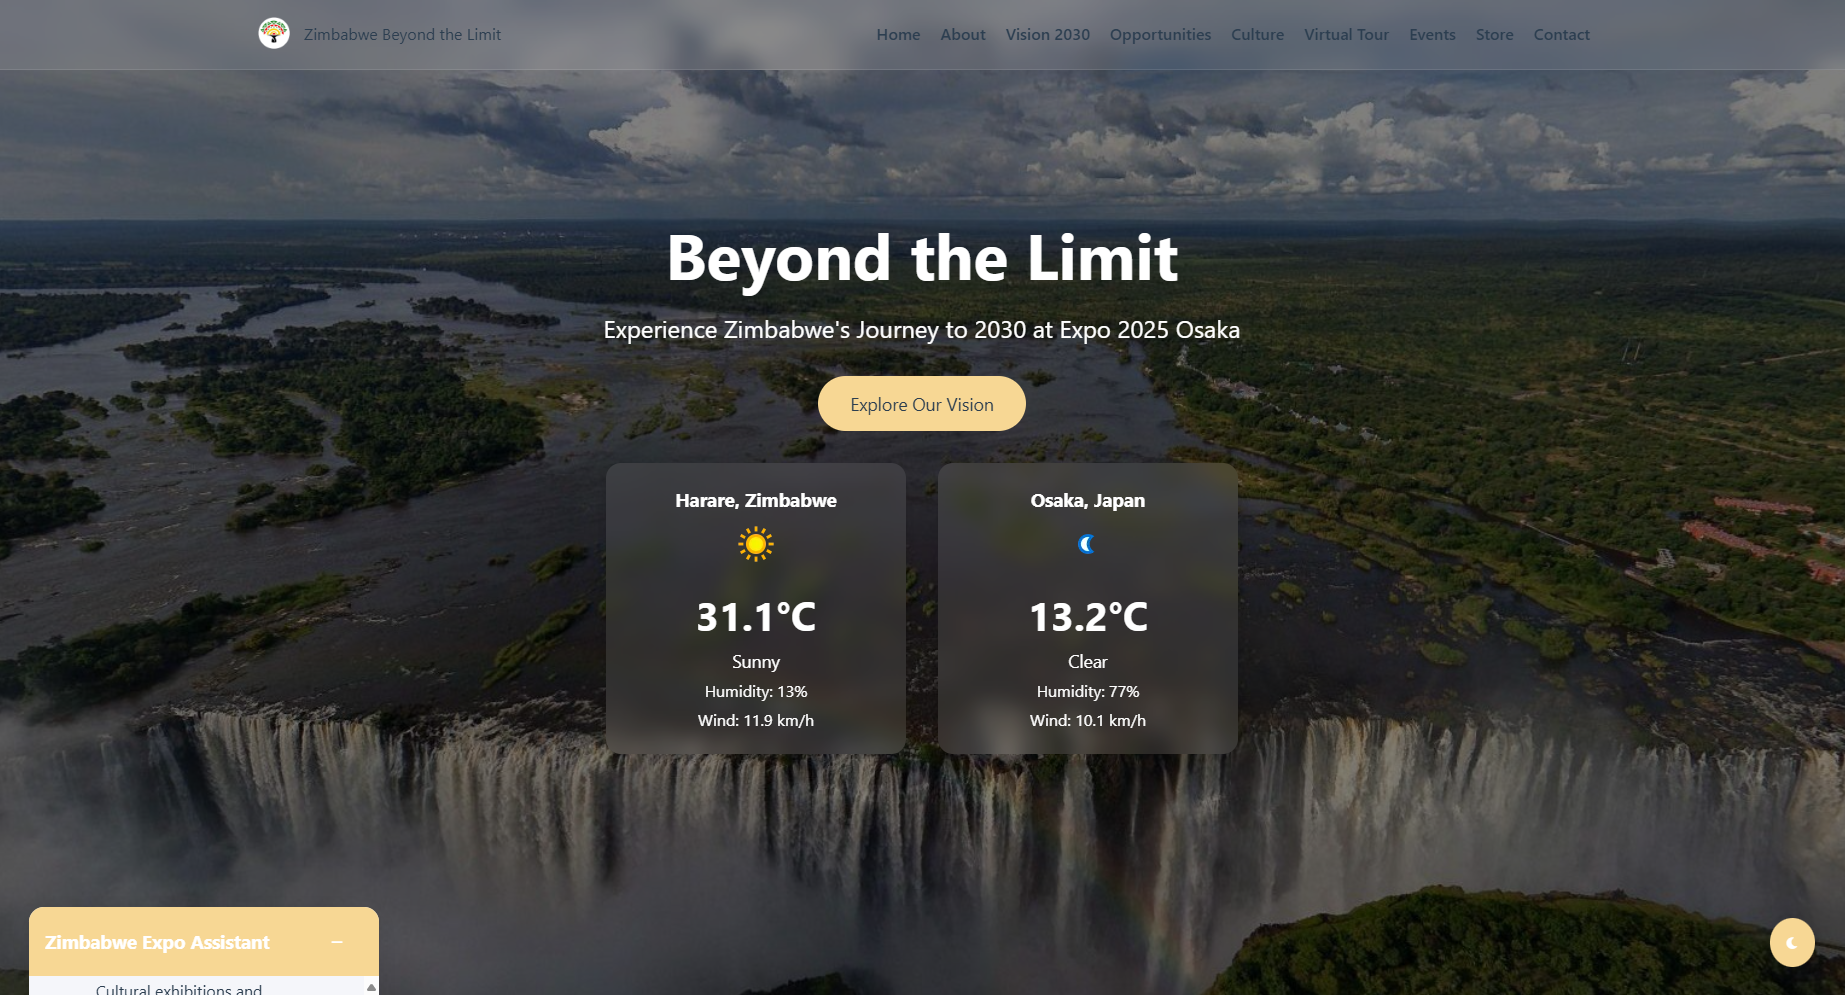 Zimbabwe Beyond the Limit
Home About Vision 2030 Opportunities Culture Virtual Tour Events Store Contact
Beyond the Limit
Experience Zimbabwe's Journey to 2030 at Expo 2025 Osaka
Explore Our Vision
Harare, Zimbabwe
31.1°C
Sunny
Humidity: 13%
Wind: 11.9 km/h
Osaka, Japan
13.2°C
Clear
Humidity: 77%
Wind: 10.1 km/h
Zimbabwe Expo Assistant
Cultural exhibitions and